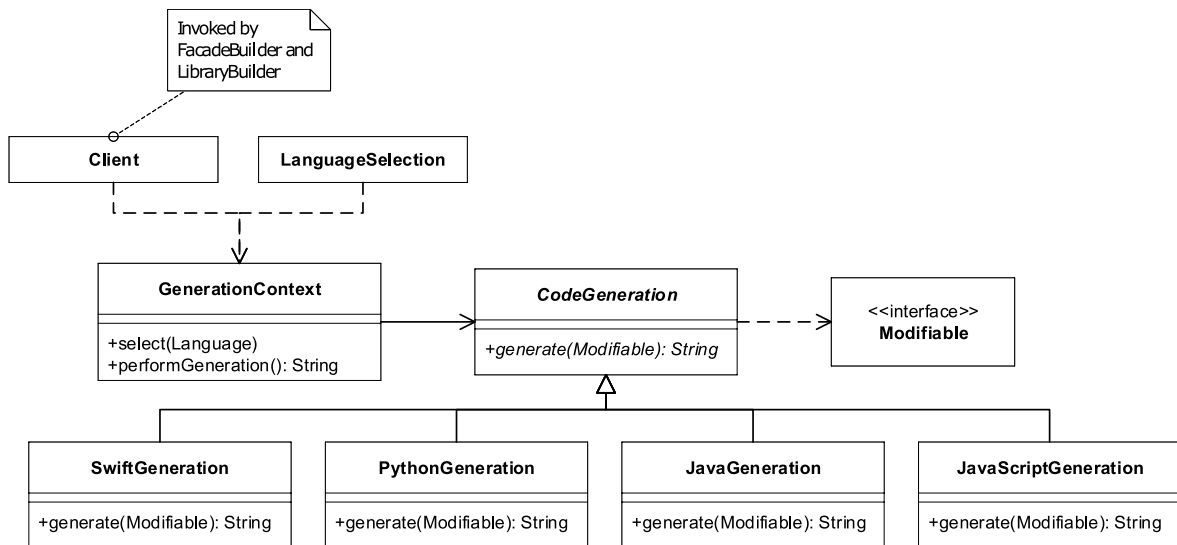 Invoked by
FacadeBuilder and
LibraryBuilder
Client
LanguageSelection
GenerationContext
+select(Language)
+performGeneration(): String
CodeGeneration
+generate(Modifiable): String
<<interface>>
Modifiable
SwiftGeneration
+generate(Modifiable): String
PythonGeneration
+generate(Modifiable): String
JavaGeneration
+generate(Modifiable): String
JavaScriptGeneration
+generate(Modifiable): String